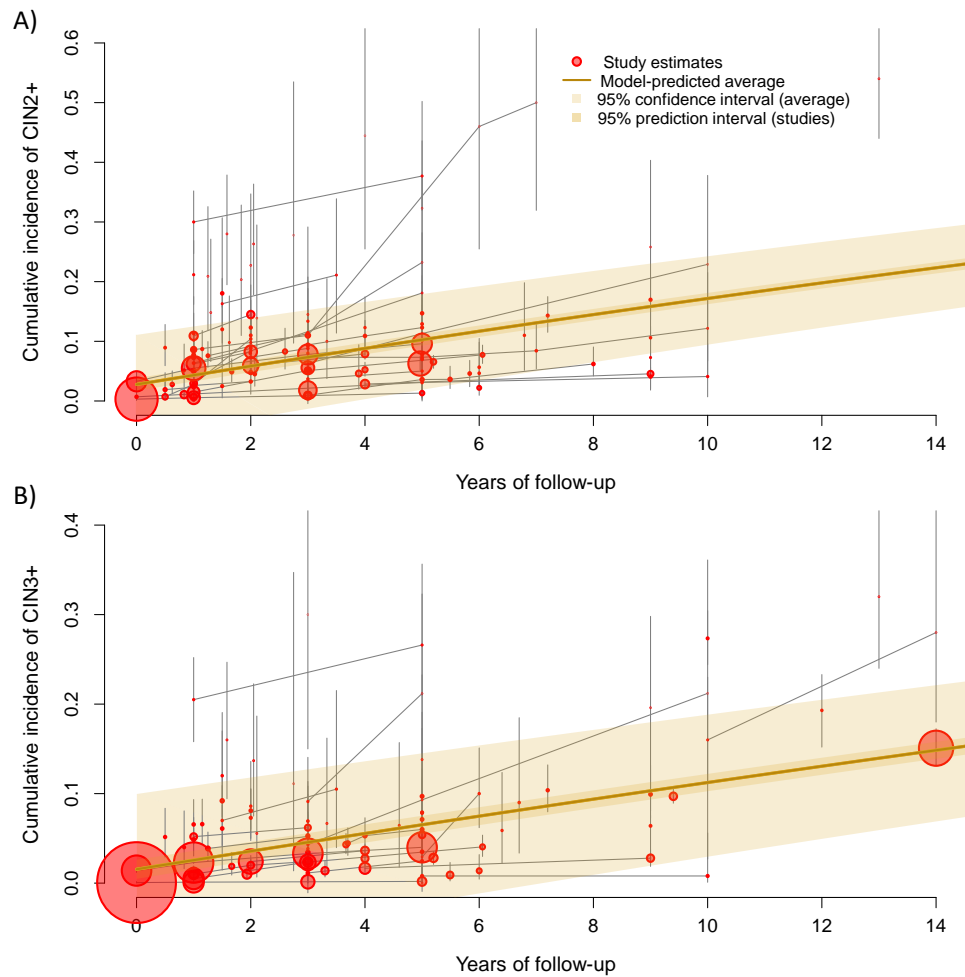 A)
Cumulative incidence of CIN2+
0.6
0.5
0.4
0.3
0.2
0.1
0.0
Study estimates
Model-predicted average
95% confidence interval (average)
95% prediction interval (studies)
0 2 4 6 8 10 12 14
Years of follow-up
B)
Cumulative incidence of CIN3+
0.4
0.3
0.2
0.1
0.0
0 2 4 6 8 10 12 14
Years of follow-up